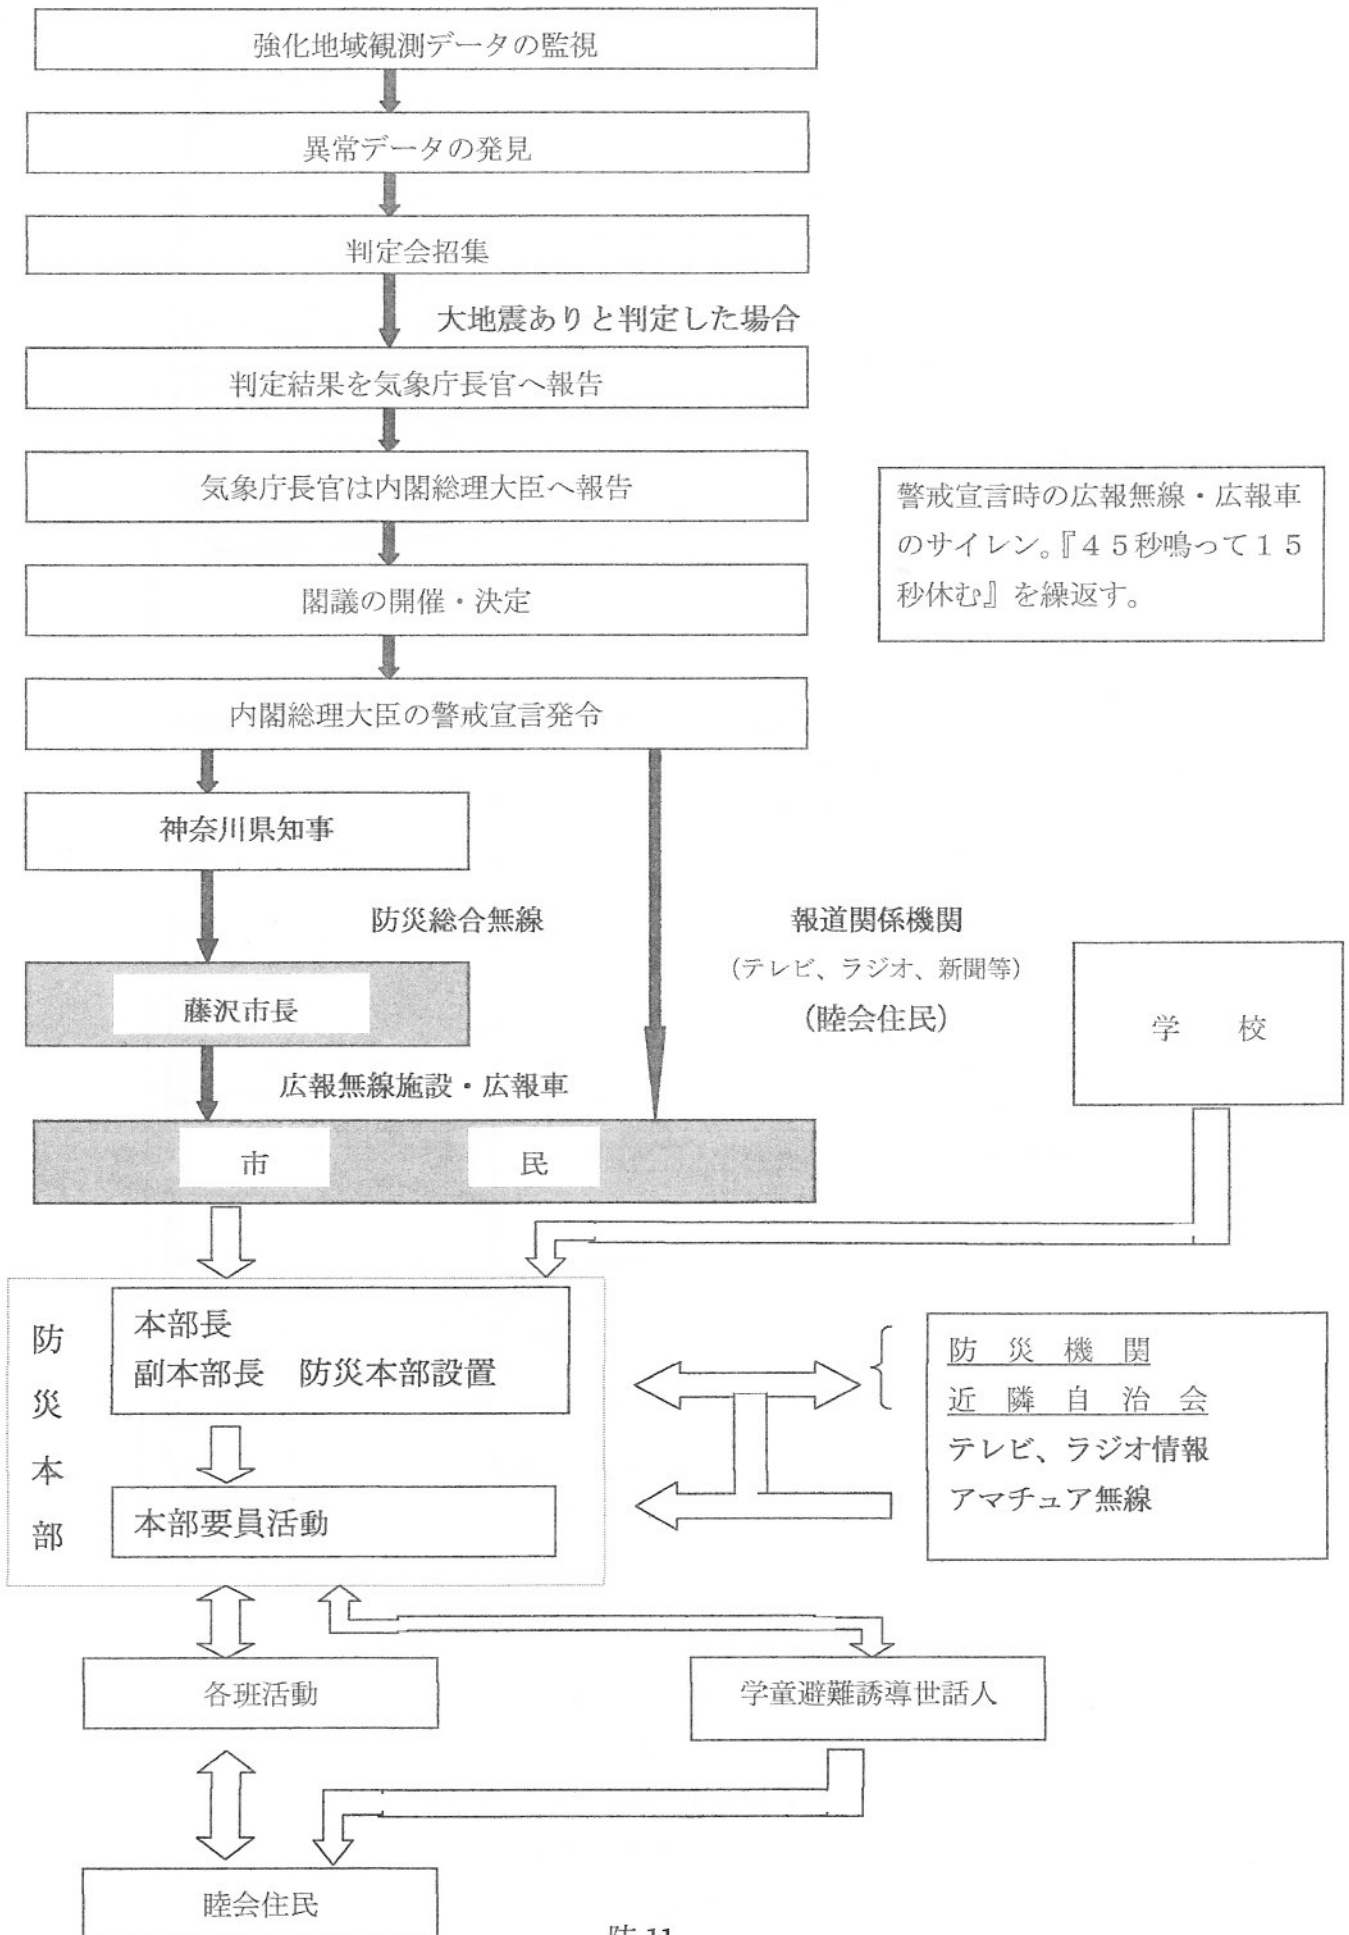 強化地域観測データの監視
異常データの発見
判定会招集
大地震ありと判定した場合
判定結果を気象庁長官へ報告
気象庁長官は内閣総理大臣へ報告
閣議の開催・決定
内閣総理大臣の警戒宣言発令
警戒宣言時の広報無線・広報車
のサイレン。『４５秒鳴って１５
秒休む』を繰返す。
神奈川県知事
防災総合無線
報道関係機関
（テレビ、ラジオ、新聞等）
（睦会住民）
藤沢市長
学　校
広報無線施設・広報車
市　民
防災本部
本部長
副本部長　防災本部設置
本部要員活動
防　災　機　関
近　隣　自　治　会
テレビ、ラジオ情報
アマチュア無線
各班活動
学童避難誘導世話人
睦会住民